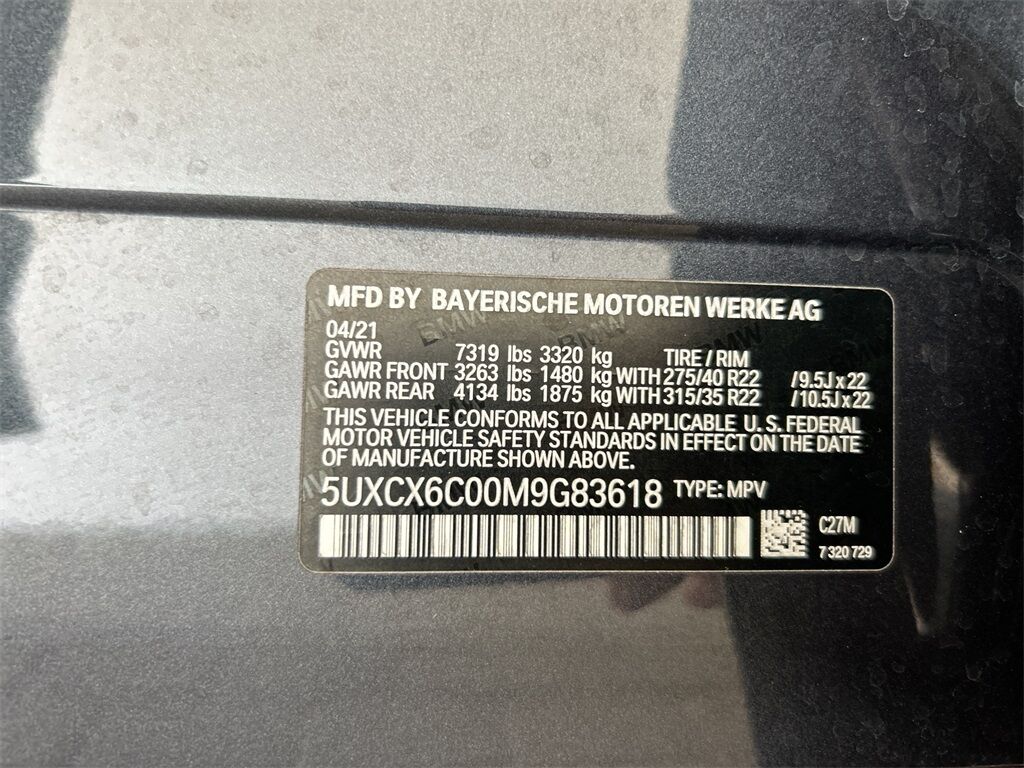 MFD BY BAYERISCHE MOTOREN WERKE AG
04/21
GVWR 7319 lbs 3320 kg TIRE / RIM
GAWR FRONT 3263 lbs 1480 kg WITH 275/40 R22 / 9.5J x 22
GAWR REAR 4134 lbs 1875 kg WITH 315/35 R22 / 10.5J x 22
THIS VEHICLE CONFORMS TO ALL APPLICABLE U. S. FEDERAL
MOTOR VEHICLE SAFETY STANDARDS IN EFFECT ON THE DATE
OF MANUFACTURE SHOWN ABOVE.
5UXCX6C00M9G83618 TYPE: MPV
C27M
7 320 729